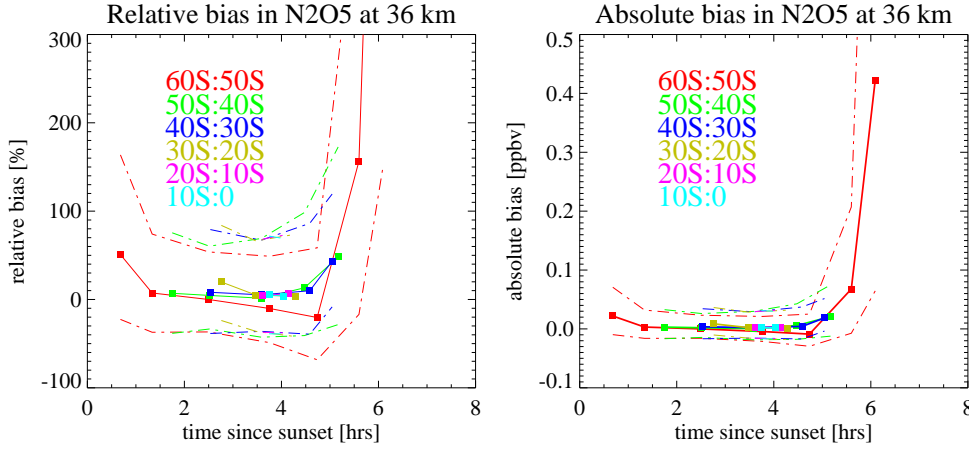 Relative bias in N2O5 at 36 km
300
200
100
0
-100
relative bias [%]
60S:50S
50S:40S
40S:30S
30S:20S
20S:10S
10S:0
0 2 4 6 8
time since sunset [hrs]
Absolute bias in N2O5 at 36 km
0.5
0.4
0.3
0.2
0.1
0.0
-0.1
absolute bias [ppbv]
60S:50S
50S:40S
40S:30S
30S:20S
20S:10S
10S:0
0 2 4 6 8
time since sunset [hrs]